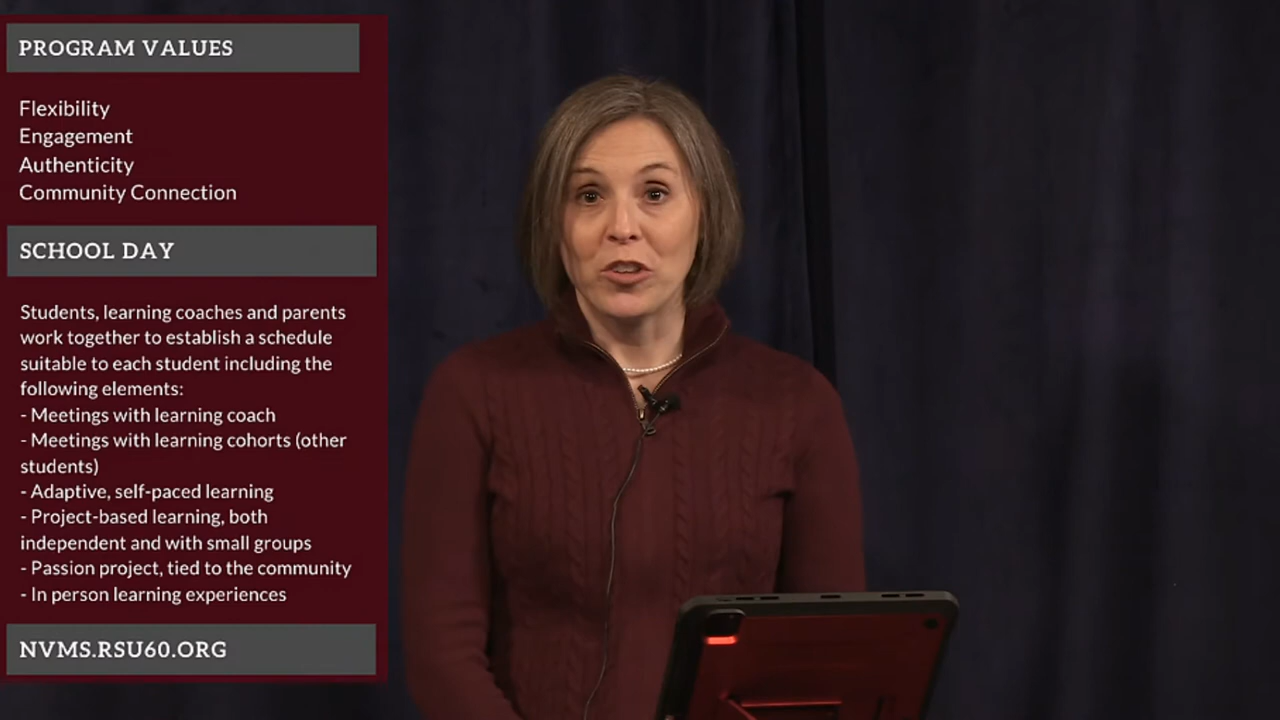 PROGRAM VALUES
Flexibility
Engagement
Authenticity
Community Connection
SCHOOL DAY
Students, learning coaches and parents
work together to establish a schedule
suitable to each student including the
following elements:
- Meetings with learning coach
- Meetings with learning cohorts (other
students)
- Adaptive, self-paced learning
- Project-based learning, both
independent and with small groups
- Passion project, tied to the community
- In person learning experiences
NVMS.RSU60.ORG